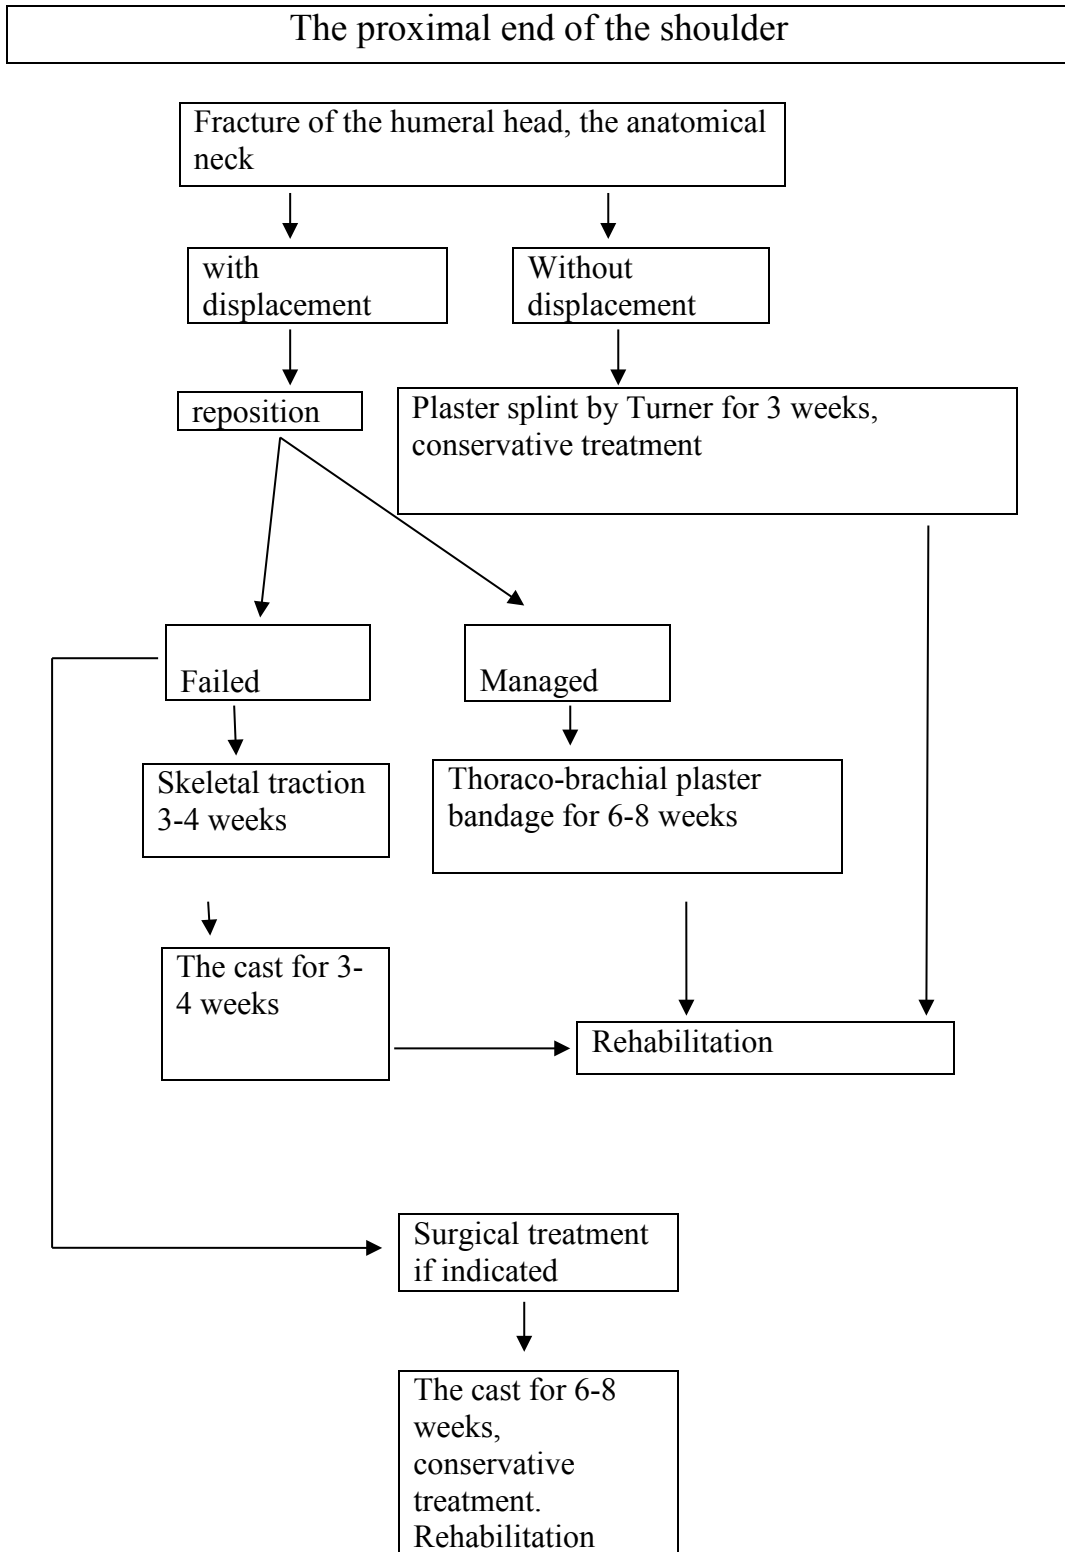 The proximal end of the shoulder
Fracture of the humeral head, the anatomical
neck
with
displacement
Without
displacement
reposition
Plaster splint by Turner for 3 weeks,
conservative treatment
Failed
Managed
Skeletal traction
3-4 weeks
Thoraco-brachial plaster
bandage for 6-8 weeks
The cast for 3-
4 weeks
Rehabilitation
Surgical treatment
if indicated
The cast for 6-8
weeks,
conservative
treatment.
Rehabilitation